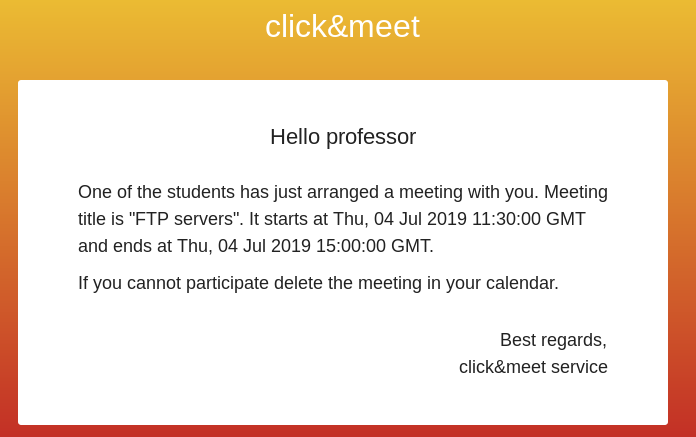 click&meet
Hello professor
One of the students has just arranged a meeting with you. Meeting
title is "FTP servers". It starts at Thu, 04 Jul 2019 11:30:00 GMT
and ends at Thu, 04 Jul 2019 15:00:00 GMT.
If you cannot participate delete the meeting in your calendar.
Best regards,
click&meet service